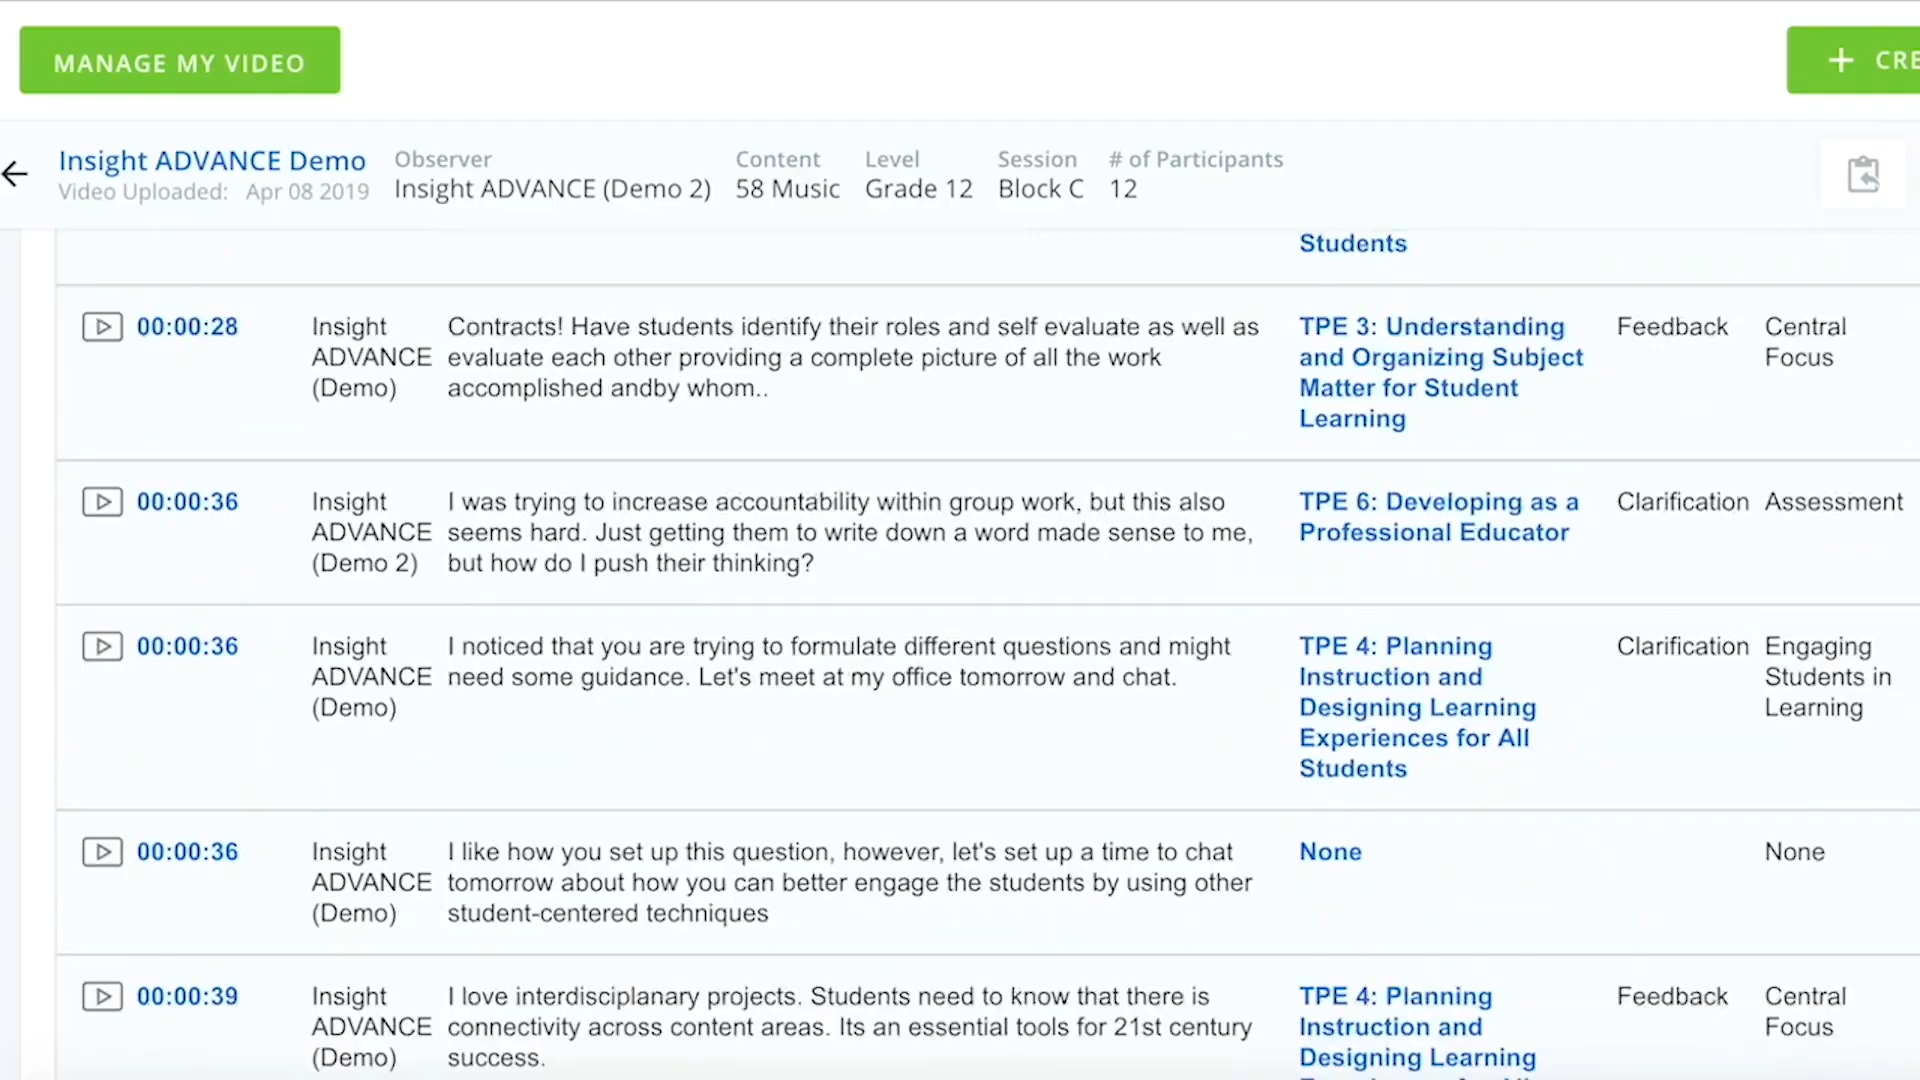 MANAGE MY VIDEO
+ CRE
Insight ADVANCE Demo
Video Uploaded: Apr 08 2019
Observer
Insight ADVANCE (Demo 2)
Content
58 Music
Level
Grade 12
Session
Block C
# of Participants
12
Students
00:00:28
Insight
ADVANCE
(Demo)
Contracts! Have students identify their roles and self evaluate as well as
evaluate each other providing a complete picture of all the work
accomplished andby whom..
TPE 3: Understanding
and Organizing Subject
Matter for Student
Learning
Feedback
Central
Focus
00:00:36
Insight
ADVANCE
(Demo 2)
I was trying to increase accountability within group work, but this also
seems hard. Just getting them to write down a word made sense to me,
but how do I push their thinking?
TPE 6: Developing as a
Professional Educator
Clarification
Assessment
00:00:36
Insight
ADVANCE
(Demo)
I noticed that you are trying to formulate different questions and might
need some guidance. Let's meet at my office tomorrow and chat.
TPE 4: Planning
Instruction and
Designing Learning
Experiences for All
Students
Clarification
Engaging
Students in
Learning
00:00:36
Insight
ADVANCE
(Demo)
I like how you set up this question, however, let's set up a time to chat
tomorrow about how you can better engage the students by using other
student-centered techniques
None
None
00:00:39
Insight
ADVANCE
(Demo)
I love interdisciplanary projects. Students need to know that there is
connectivity across content areas. Its an essential tools for 21st century
success.
TPE 4: Planning
Instruction and
Designing Learning
Feedback
Central
Focus